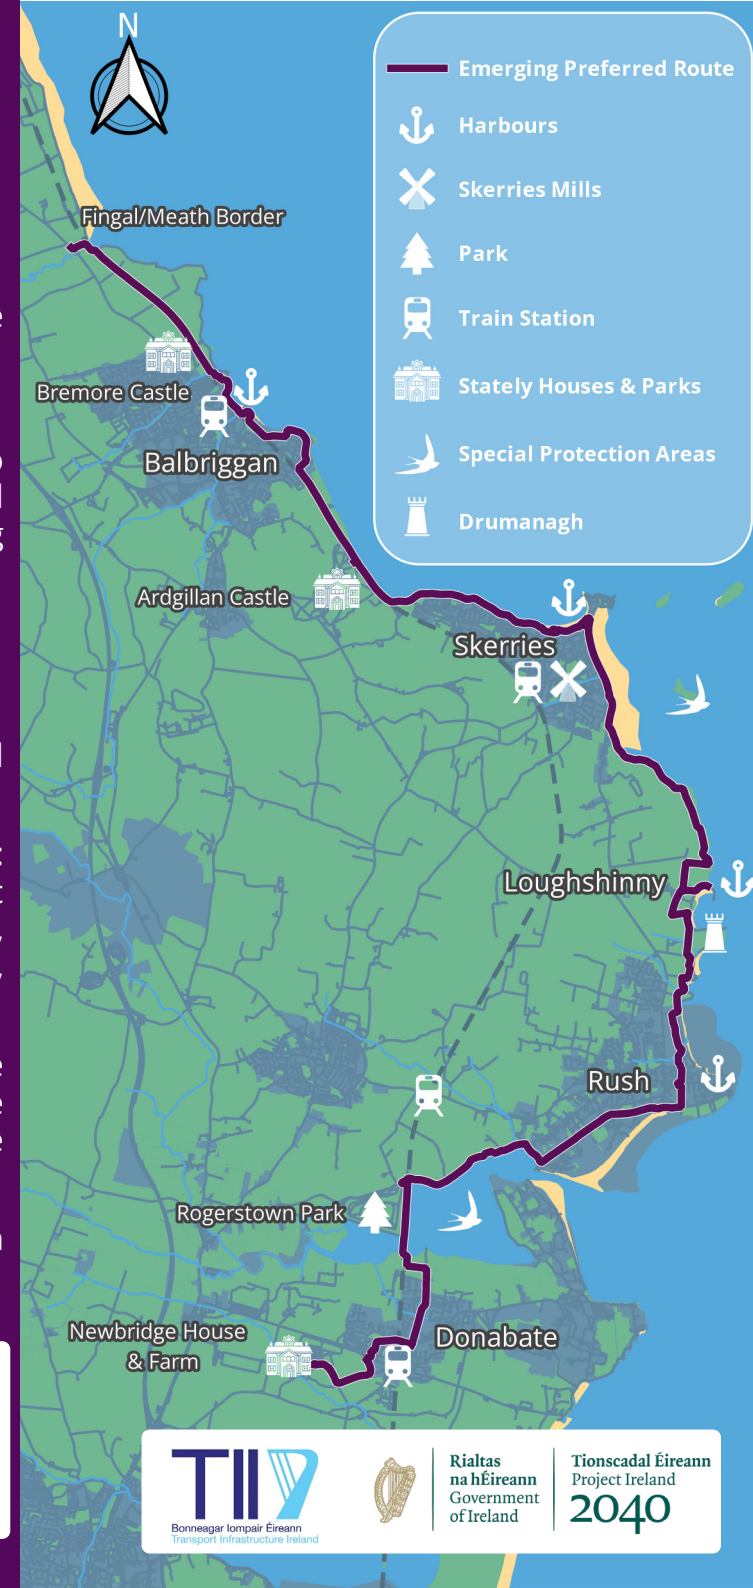 N
Emerging Preferred Route
Harbours
Skerries Mills
Park
Train Station
Stately Houses & Parks
Special Protection Areas
Drumanagh
Fingal/Meath Border
Bremore Castle
Balbriggan
Ardgillan Castle
Skerries
Loughshinny
Rush
Rogerstown Park
Newbridge House
& Farm
Donabate
TII
Bonneagar Iompair Éireann
Transport Infrastructure Ireland
Rialtas
na hÉireann
Government
of Ireland
Tionscadal Éireann
Project Ireland
2040